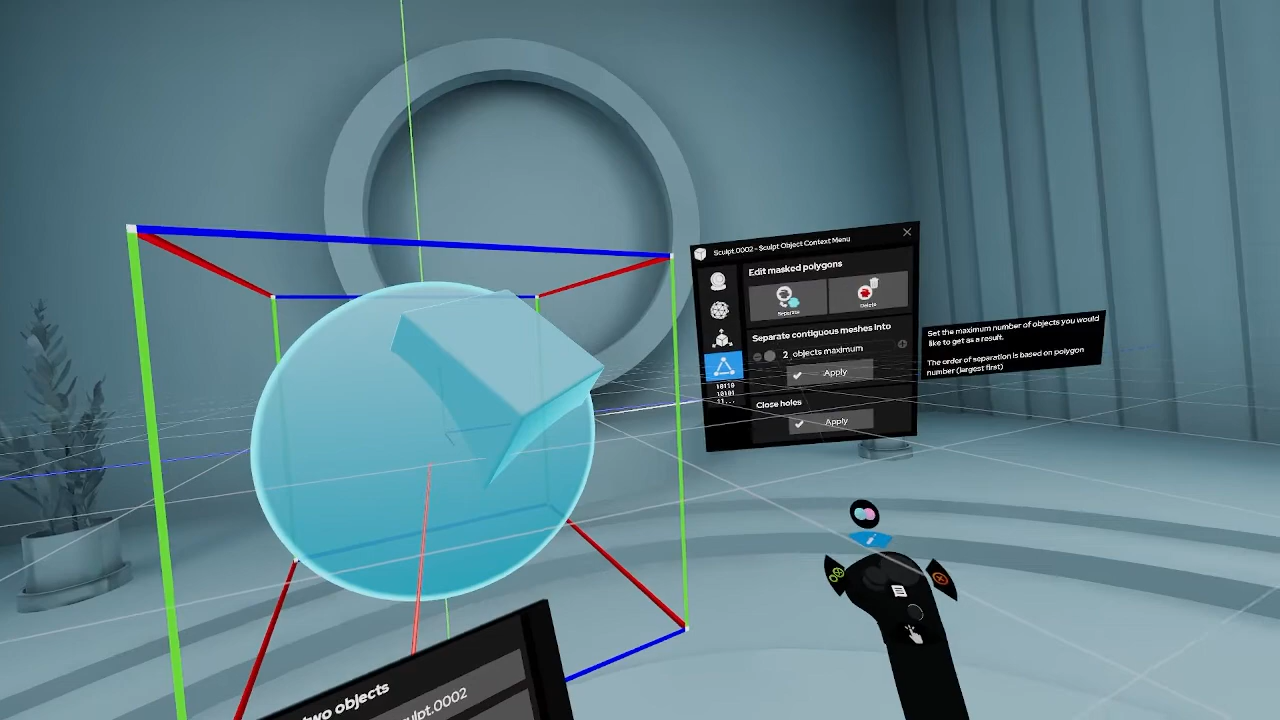 Sculpt.0002 - Sculpt Object Context Menu
Edit masked polygons
Separate
Delete
Separate contiguous meshes into
2 objects maximum
Apply
Close holes
Apply
Set the maximum number of objects you would
like to get as a result.
The order of separation is based on polygon
number (largest first)
two objects
sculpt.0002